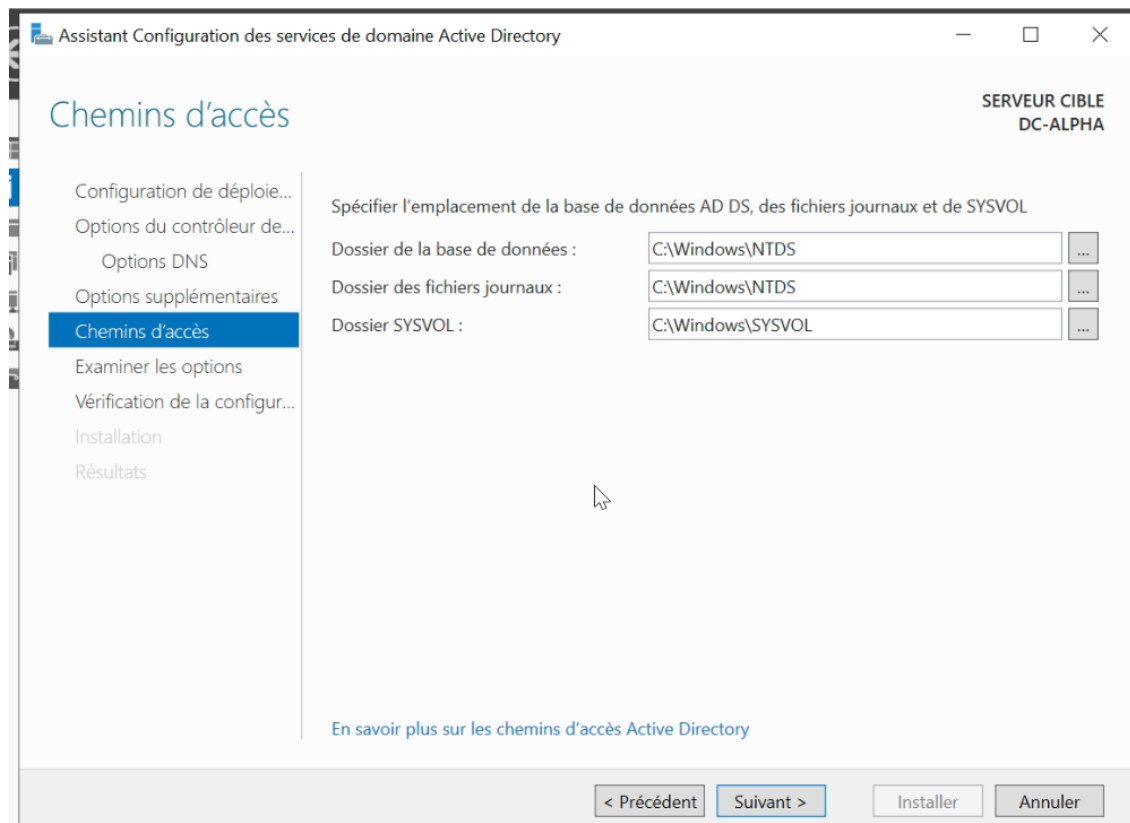 Assistant Configuration des services de domaine Active Directory
Chemins d’accès
SERVEUR CIBLE
DC-ALPHA
Configuration de déploie...
Options du contrôleur de...
Options DNS
Options supplémentaires
Chemins d’accès
Examiner les options
Vérification de la configur...
Installation
Résultats
Spécifier l’emplacement de la base de données AD DS, des fichiers journaux et de SYSVOL
Dossier de la base de données : C:\Windows\NTDS ...
Dossier des fichiers journaux : C:\Windows\NTDS ...
Dossier SYSVOL : C:\Windows\SYSVOL ...
En savoir plus sur les chemins d’accès Active Directory
< Précédent Suivant > Installer Annuler